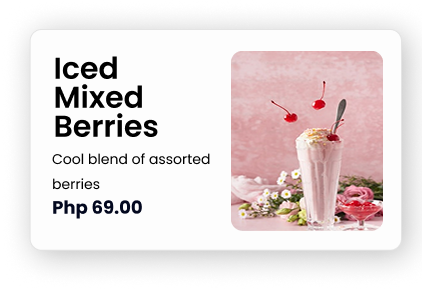 Iced
Mixed
Berries
Cool blend of assorted
berries
Php 69.00